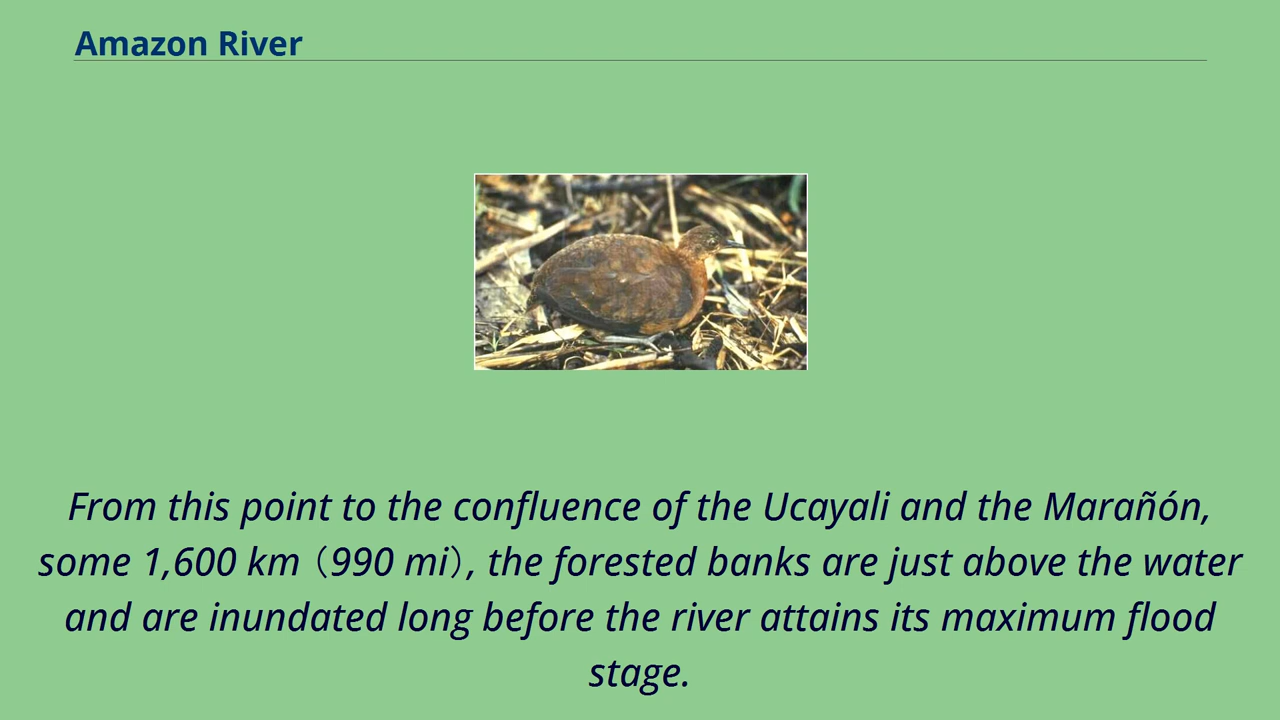 Amazon River
From this point to the confluence of the Ucayali and the Marañón,
some 1,600 km（990 mi）, the forested banks are just above the water
and are inundated long before the river attains its maximum flood
stage.